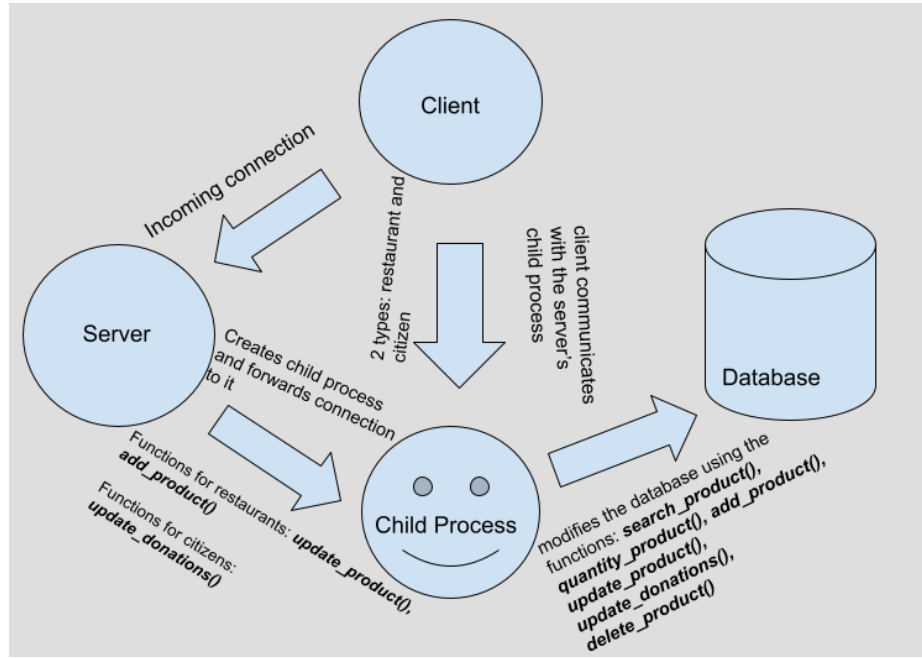 Client
Incoming connection
2 types: restaurant and
citizen
client communicates
with the server's
child process
Server
Creates child process
and forwards connection
to it
Database
Functions for restaurants: update_product(),
add_product()
Functions for citizens:
update_donations()
Child Process
modifies the database using the
functions: search_product(),
quantity_product(), add_product(),
update_product(),
update_donations(),
delete_product()